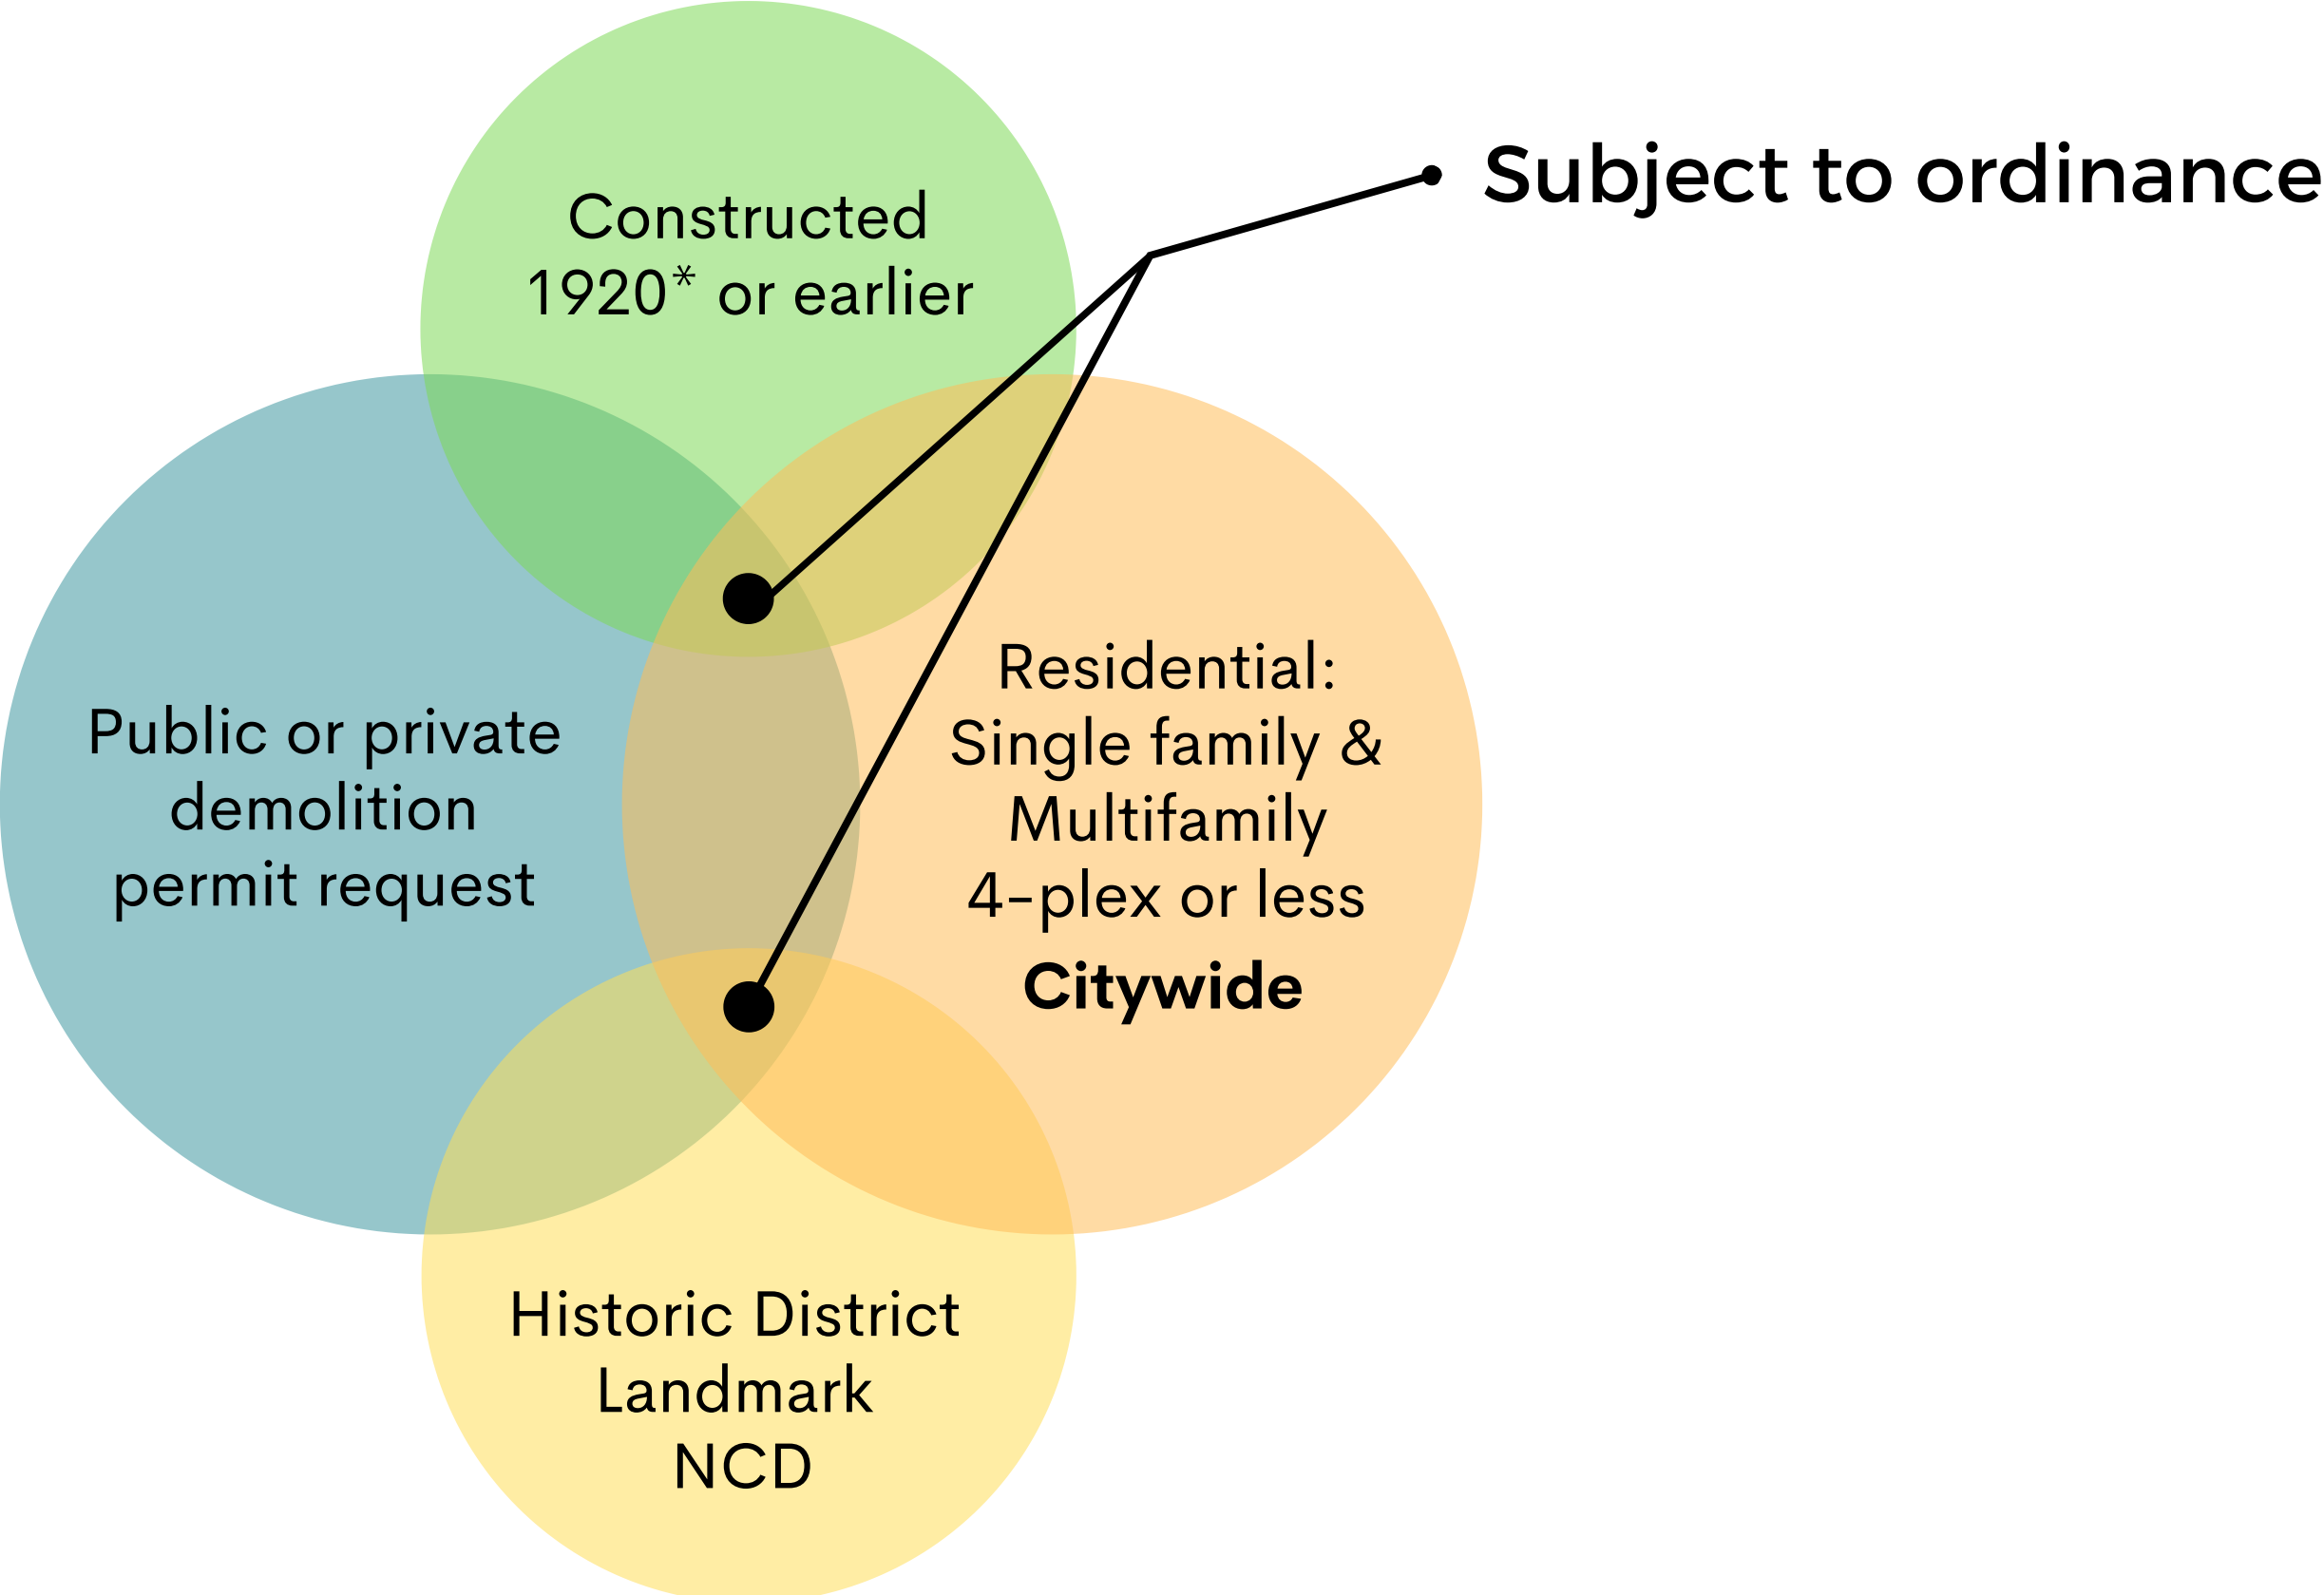 Subject to ordinance
Constructed
1920* or earlier
Public or private
demolition
permit request
Residential:
Single family &
Multifamily
4-plex or less
Citywide
Historic District
Landmark
NCD